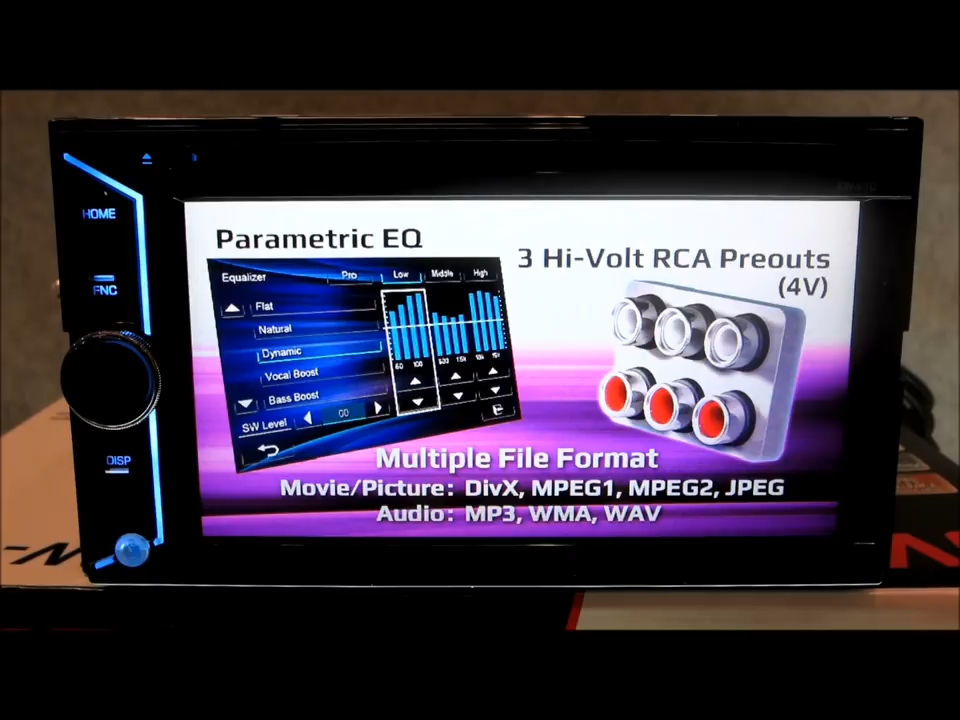 HOME
FNC
DISP
Parametric EQ
3 Hi-Volt RCA Preouts
(4V)
Equalizer
Pro
Low
Middle
High
Flat
Natural
Dynamic
Vocal Boost
Bass Boost
SW Level
00
60 100
Multiple File Format
Movie/Picture: DivX, MPEG1, MPEG2, JPEG
Audio: MP3, WMA, WAV